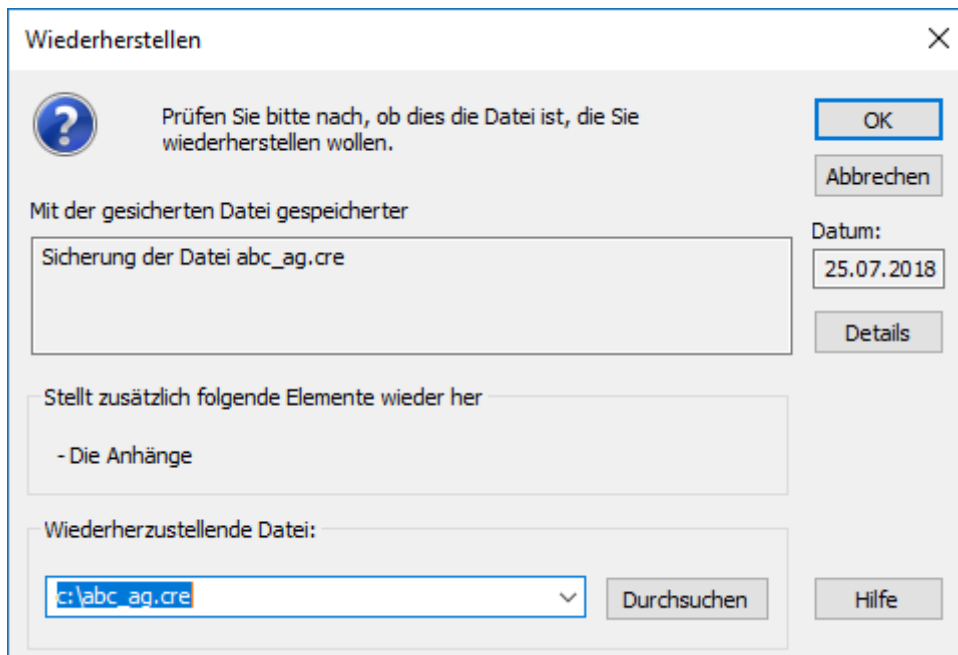 Wiederherstellen
Prüfen Sie bitte nach, ob dies die Datei ist, die Sie
wiederherstellen wollen.
OK
Abbrechen
Mit der gesicherten Datei gespeicherter
Datum:
Sicherung der Datei abc_ag.cre
25.07.2018
Details
Stellt zusätzlich folgende Elemente wieder her
- Die Anhänge
Wiederherzustellende Datei:
c:\abc_ag.cre
Durchsuchen
Hilfe